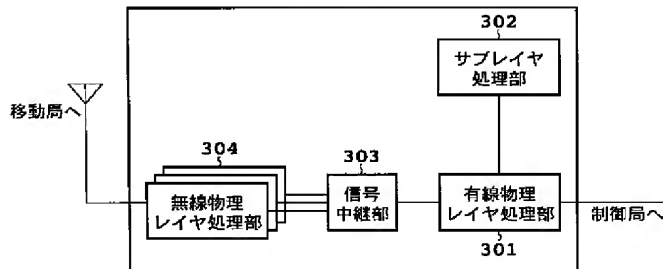 302
サブレイヤ
処理部
移動局へ
304
303
無線物理
レイヤ処理部
信号
中継部
有線物理
レイヤ処理部
制御局へ
301